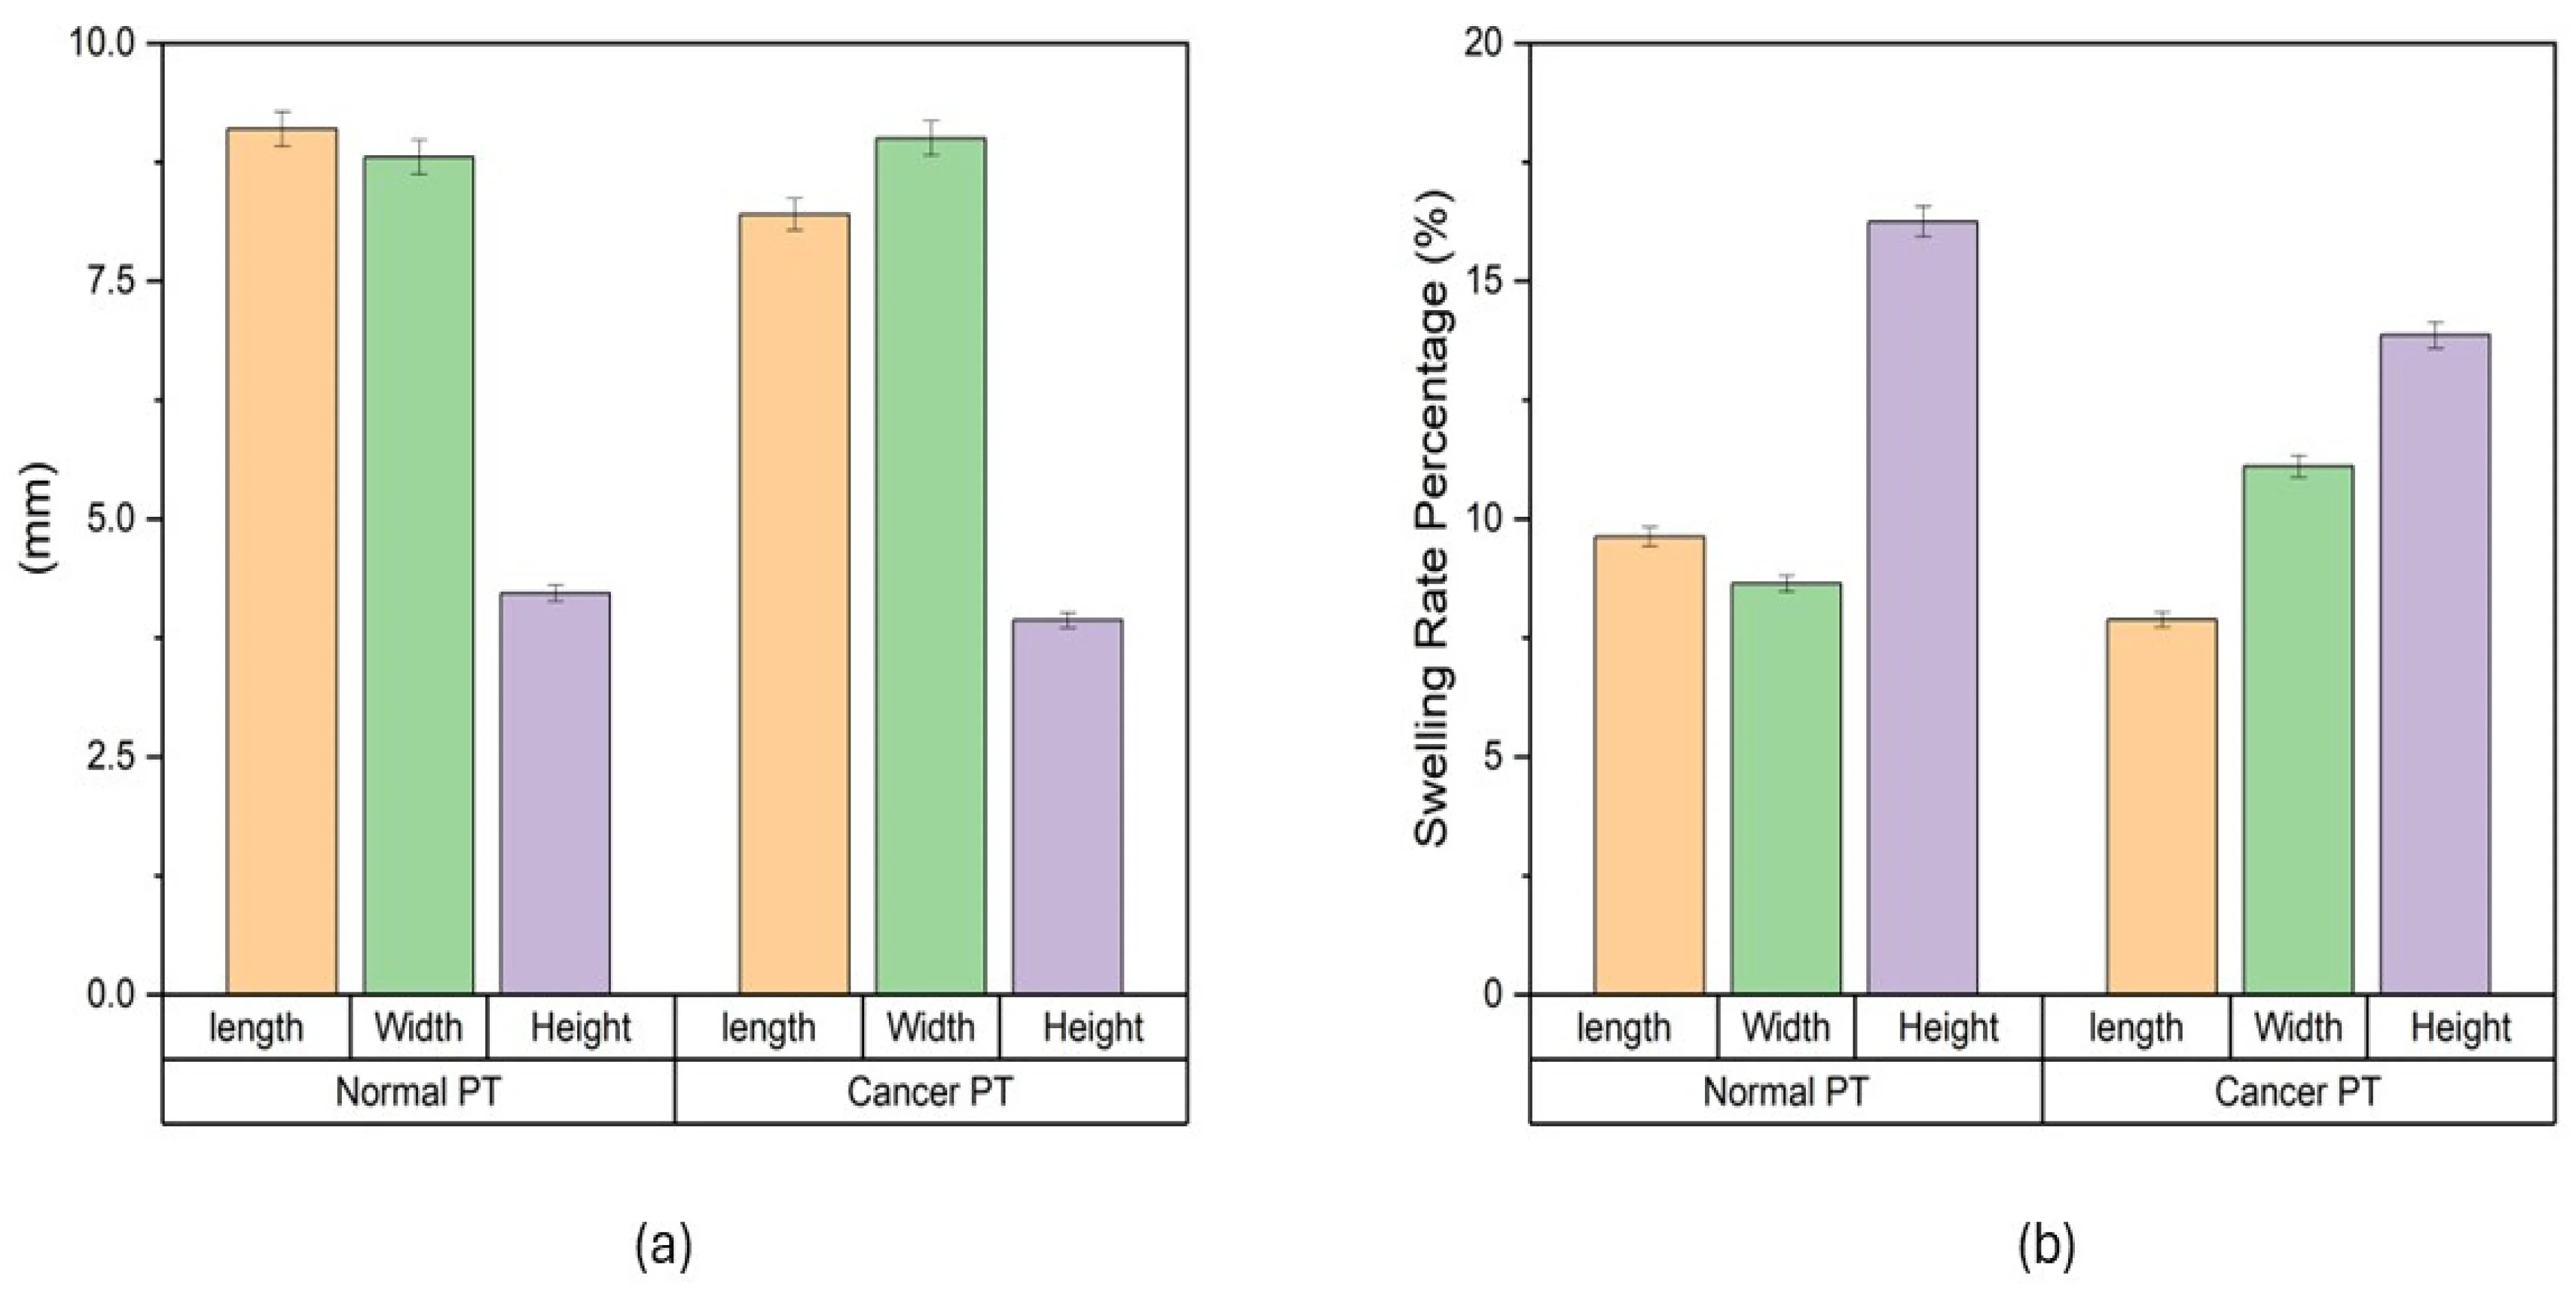 10.0
7.5
5.0
2.5
0.0
(mm)
length Width Height length Width Height
Normal PT Cancer PT
(a)
20
15
10
5
0
Swelling Rate Percentage (%)
length Width Height length Width Height
Normal PT Cancer PT
(b)